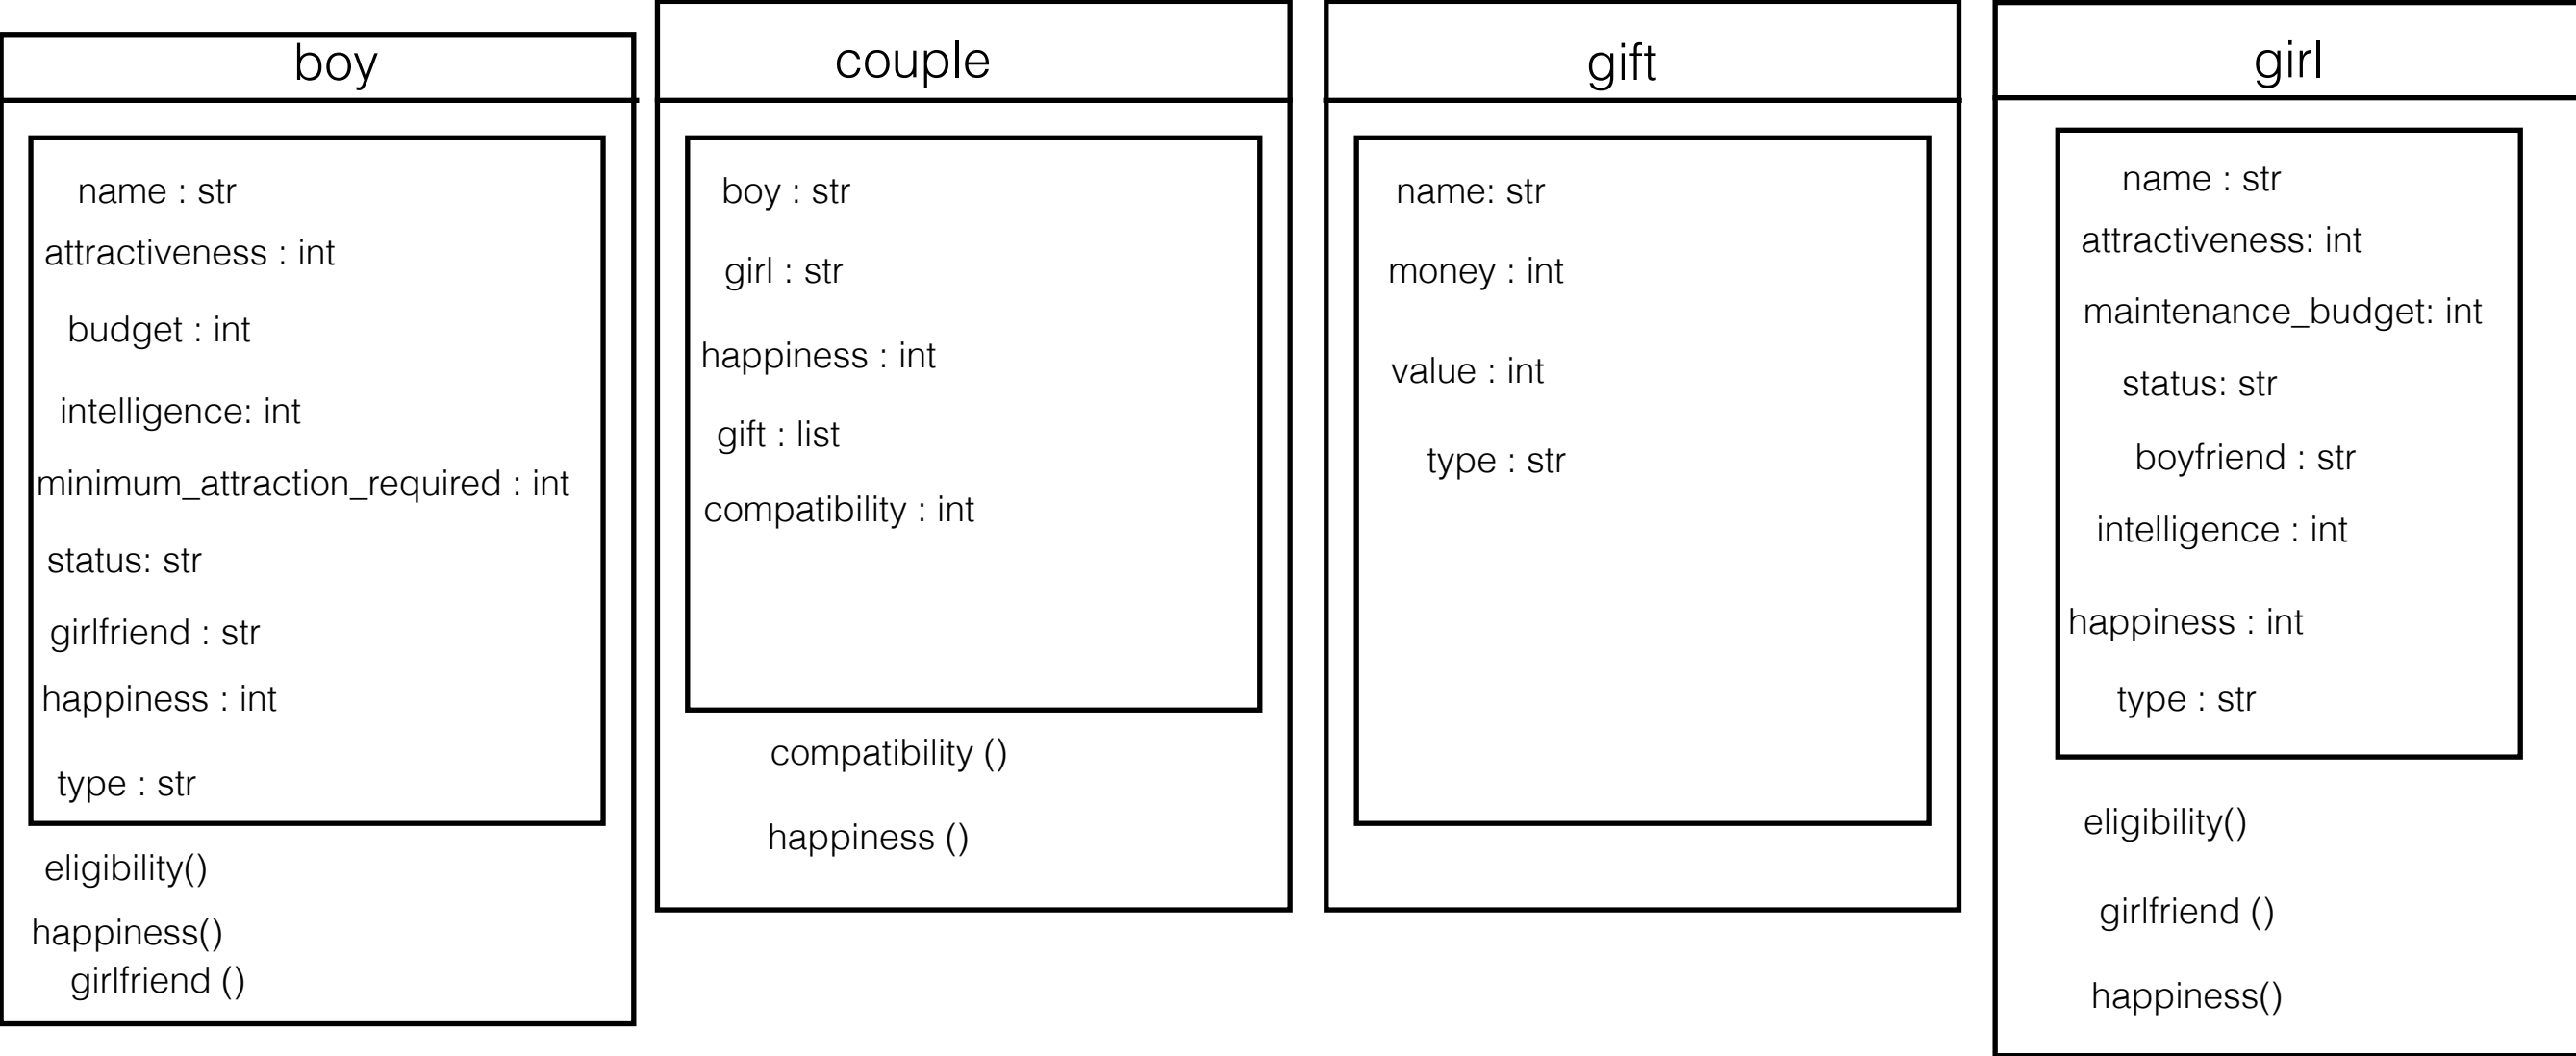 boy
name : str
attractiveness : int
budget : int
intelligence: int
minimum_attraction_required : int
status: str
girlfriend : str
happiness : int
type : str
eligibility()
happiness()
girlfriend ()
couple
boy : str
girl : str
happiness : int
gift : list
compatibility : int
compatibility ()
happiness ()
gift
name: str
money : int
value : int
type : str
girl
name : str
attractiveness: int
maintenance_budget: int
status: str
boyfriend : str
intelligence : int
happiness : int
type : str
eligibility()
girlfriend ()
happiness()